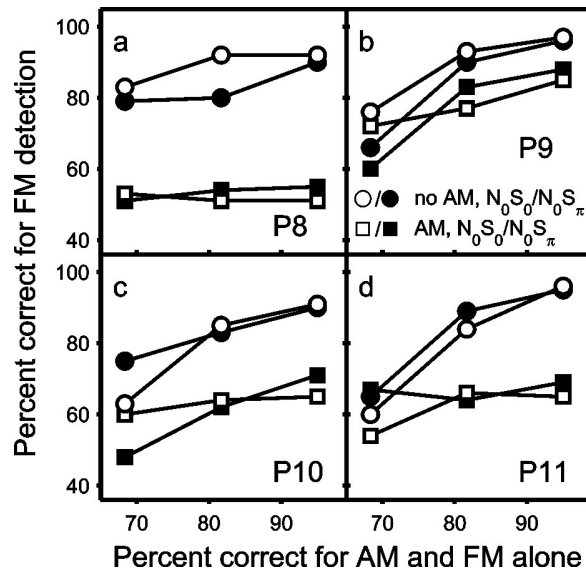 Percent correct for FM detection
100
80
60
40
a
P8
b
P9
○/● no AM, N₀S₀/N₀Sπ
□/■ AM, N₀S₀/N₀Sπ
100
80
60
40
c
P10
d
P11
70 80 90 70 80 90
Percent correct for AM and FM alone